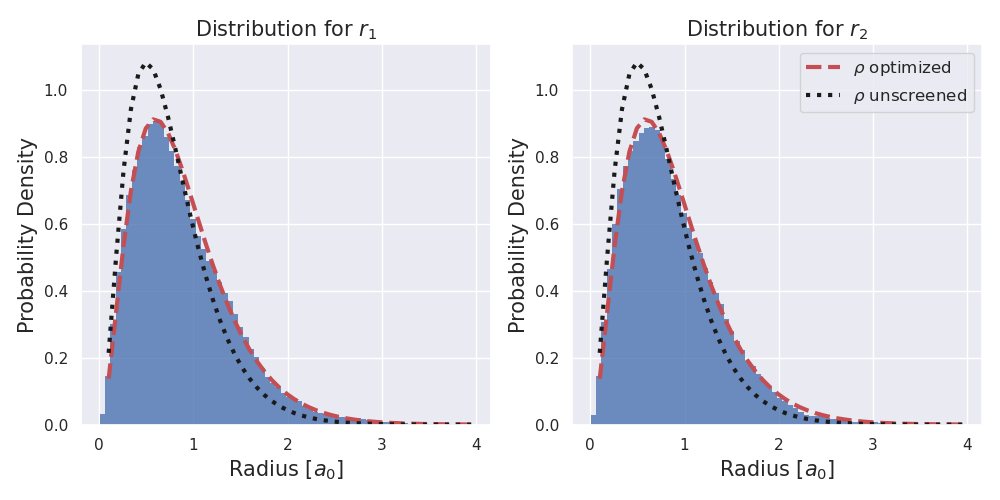 Distribution for r₁
Probability Density
1.0
0.8
0.6
0.4
0.2
0.0
0 1 2 3 4
Radius [a₀]
Distribution for r₂
ρ optimized
ρ unscreened
Probability Density
1.0
0.8
0.6
0.4
0.2
0.0
0 1 2 3 4
Radius [a₀]